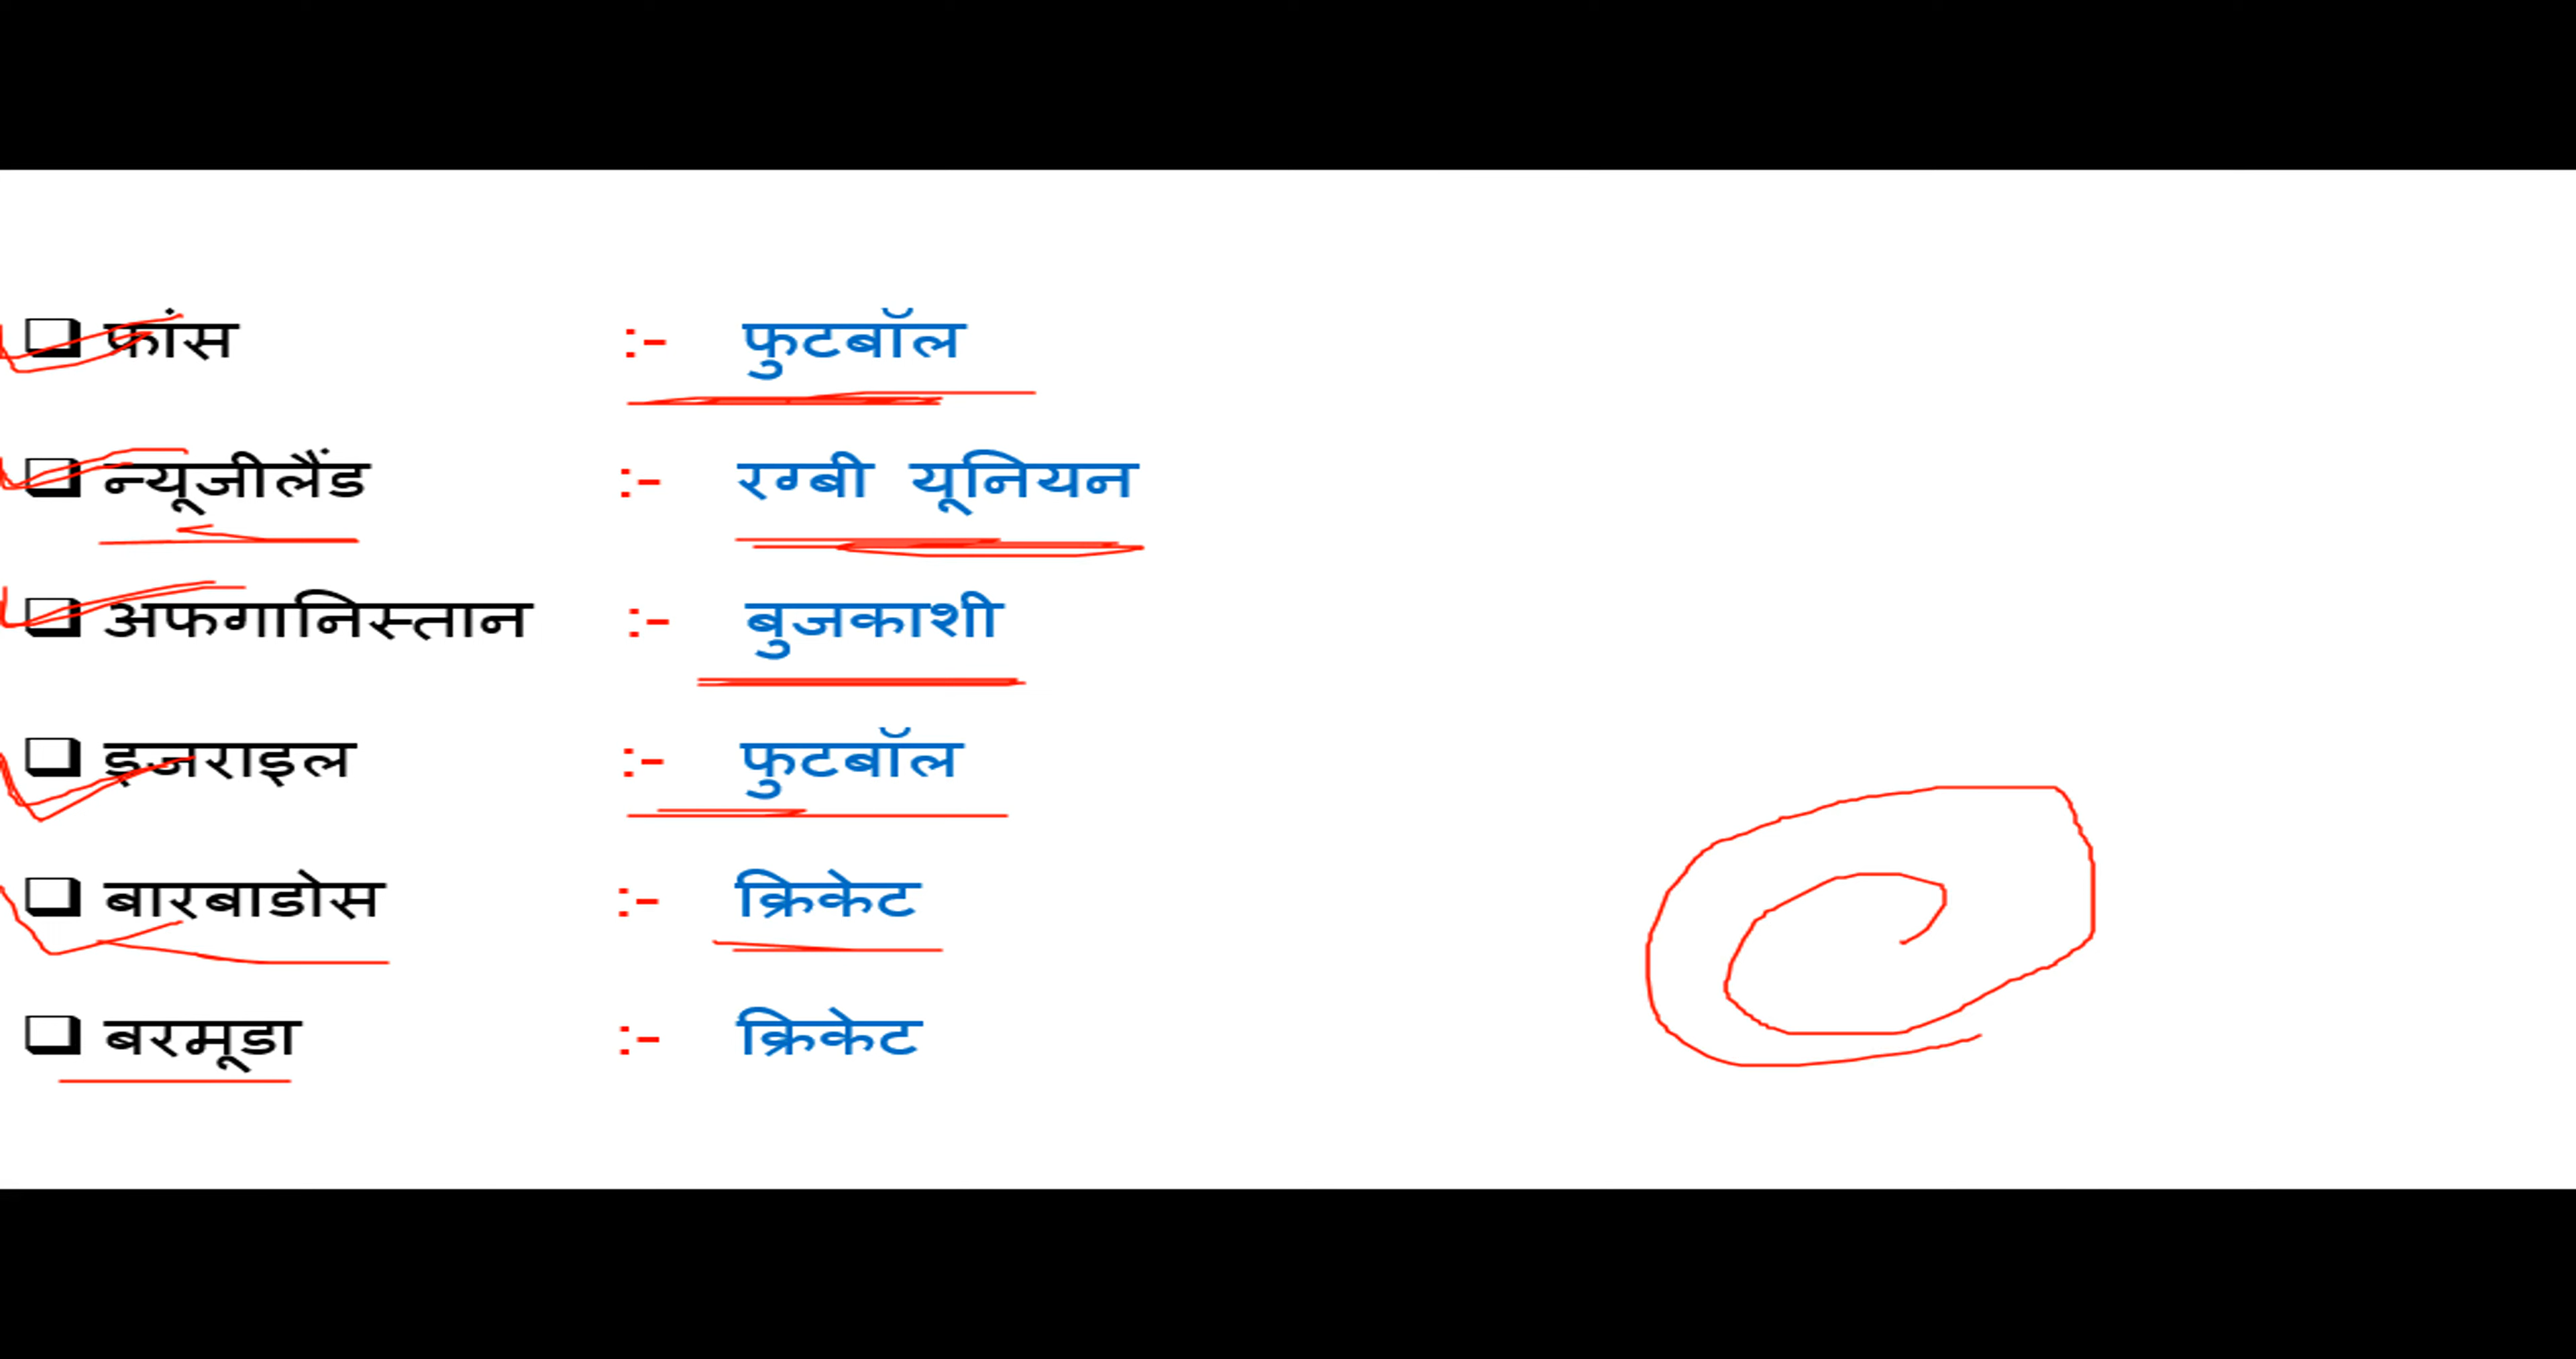 ❑ फांस :- फुटबॉल
❑ न्यूजीलैंड :- रग्बी यूनियन
❑ अफगानिस्तान :- बुजकाशी
❑ इजराइल :- फुटबॉल
❑ बारबाडोस :- क्रिकेट
❑ बरमूडा :- क्रिकेट